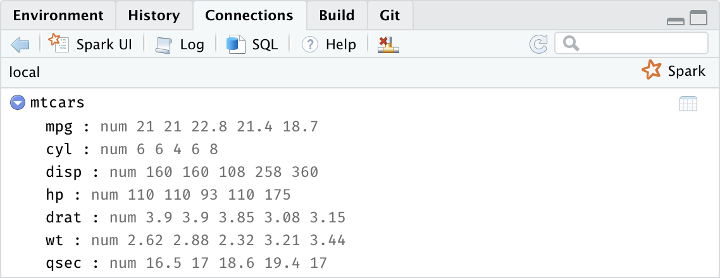 Environment History Connections Build Git
Spark UI Log SQL Help
local Spark
mtcars
mpg : num 21 21 22.8 21.4 18.7
cyl : num 6 6 4 6 8
disp : num 160 160 108 258 360
hp : num 110 110 93 110 175
drat : num 3.9 3.9 3.85 3.08 3.15
wt : num 2.62 2.88 2.32 3.21 3.44
qsec : num 16.5 17 18.6 19.4 17